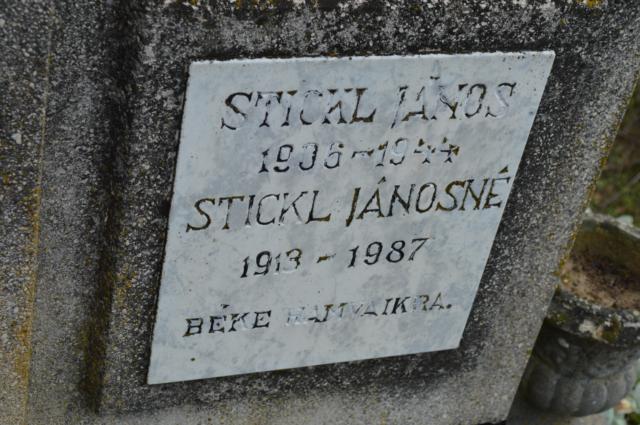 STICKL JÁNOS
1906-1944
STICKL JÁNOSNÉ
1913 - 1987
BÉKE HAMVAIKRA.